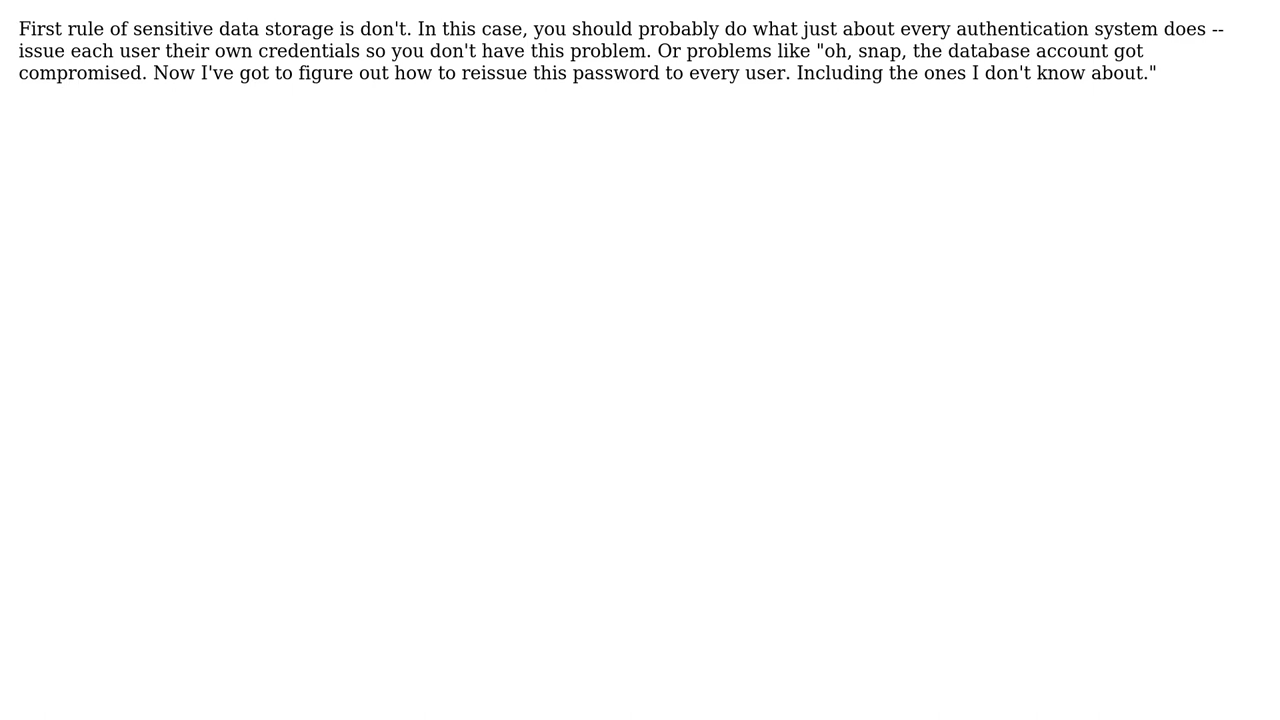 First rule of sensitive data storage is don't. In this case, you should probably do what just about every authentication system does --
issue each user their own credentials so you don't have this problem. Or problems like "oh, snap, the database account got
compromised. Now I've got to figure out how to reissue this password to every user. Including the ones I don't know about."